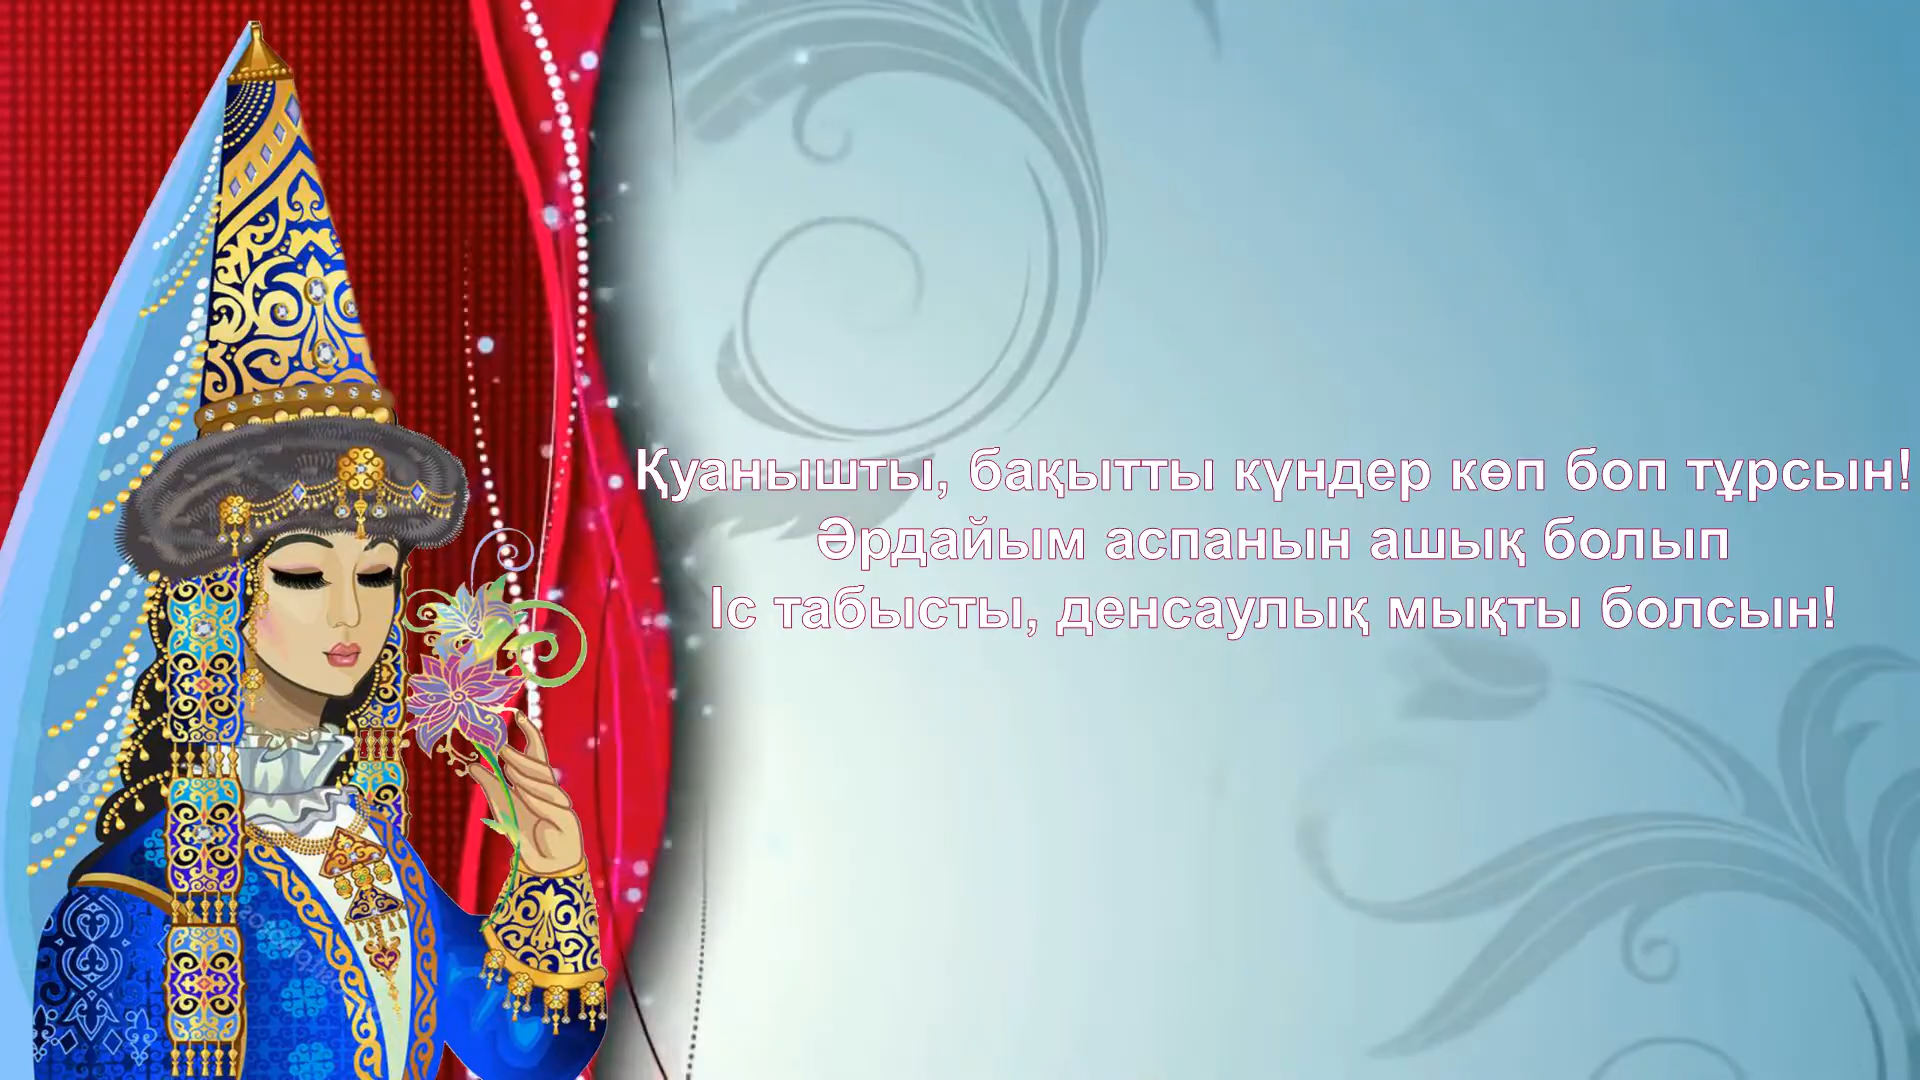 Қуанышты, бақытты күндер көп боп тұрсын!
Әрдайым аспанын ашық болып
Іс табысты, денсаулық мықты болсын!